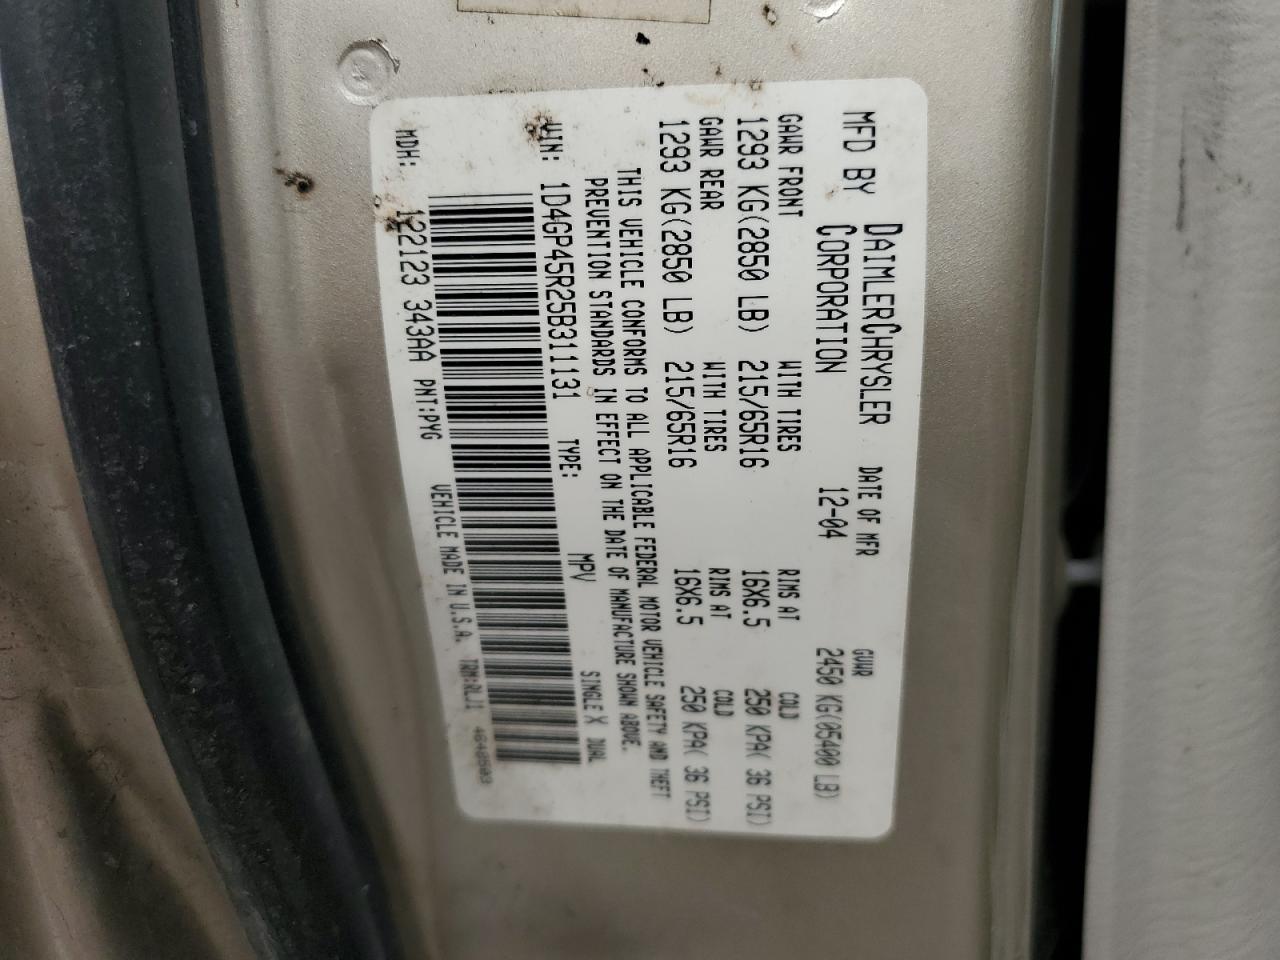 MFD BY DAIMLERCHRYSLER CORPORATION DATE OF MFR 12-04 GVWR 2450 KG(05400 LB)
GAWR FRONT WITH TIRES RIMS AT COLD
1293 KG(2850 LB) 215/65R16 16X6.5 250 KPA( 36 PSI)
GAWR REAR WITH TIRES RIMS AT COLD
1293 KG(2850 LB) 215/65R16 16X6.5 250 KPA( 36 PSI)
THIS VEHICLE CONFORMS TO ALL APPLICABLE FEDERAL MOTOR VEHICLE SAFETY AND THEFT
PREVENTION STANDARDS IN EFFECT ON THE DATE OF MANUFACTURE SHOWN ABOVE.
VIN: 1D4GP45R25B311131 TYPE: MPV SINGLE X DUAL
MDH: 122123 343AA PNT:PYG VEHICLE MADE IN U.S.A. TRM:RLJ1 4648503